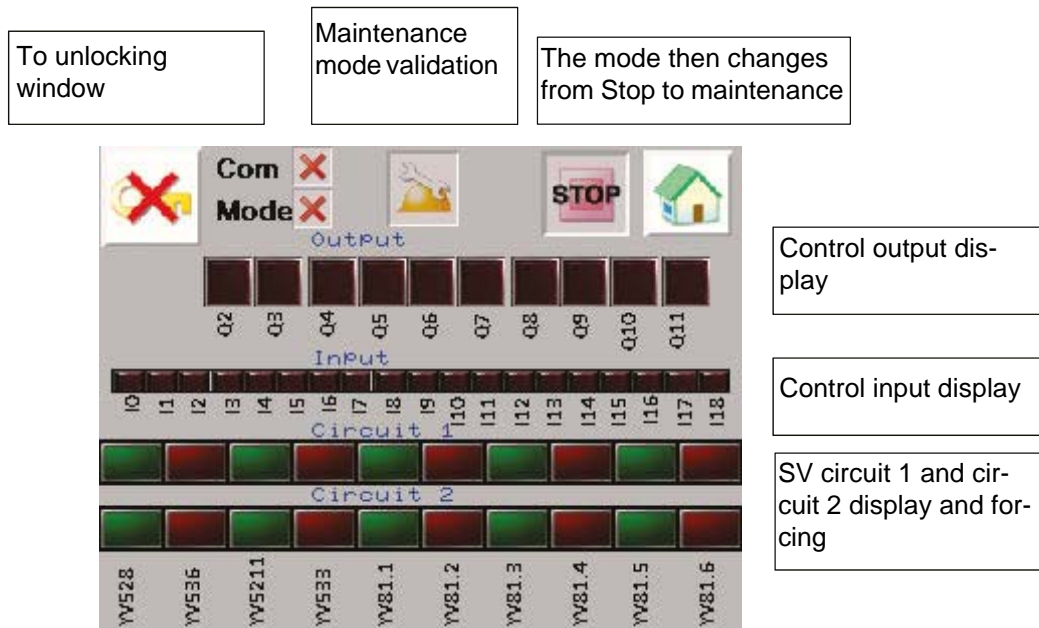 To unlocking
window
Maintenance
mode validation
The mode then changes
from Stop to maintenance
Com
Mode
STOP
Output
Q2 Q3 Q4 Q5 Q6 Q7 Q8 Q9 Q10 Q11
Control output dis-
play
Input
I0 I1 I2 I3 I4 I5 I6 I7 I8 I9 I10 I11 I12 I13 I14 I15 I16 I17 I18
Control input display
Circuit 1
Circuit 2
SV circuit 1 and cir-
cuit 2 display and for-
cing
YV528 YV536 YV5211 YV533 YV81.1 YV81.2 YV81.3 YV81.4 YV81.5 YV81.6